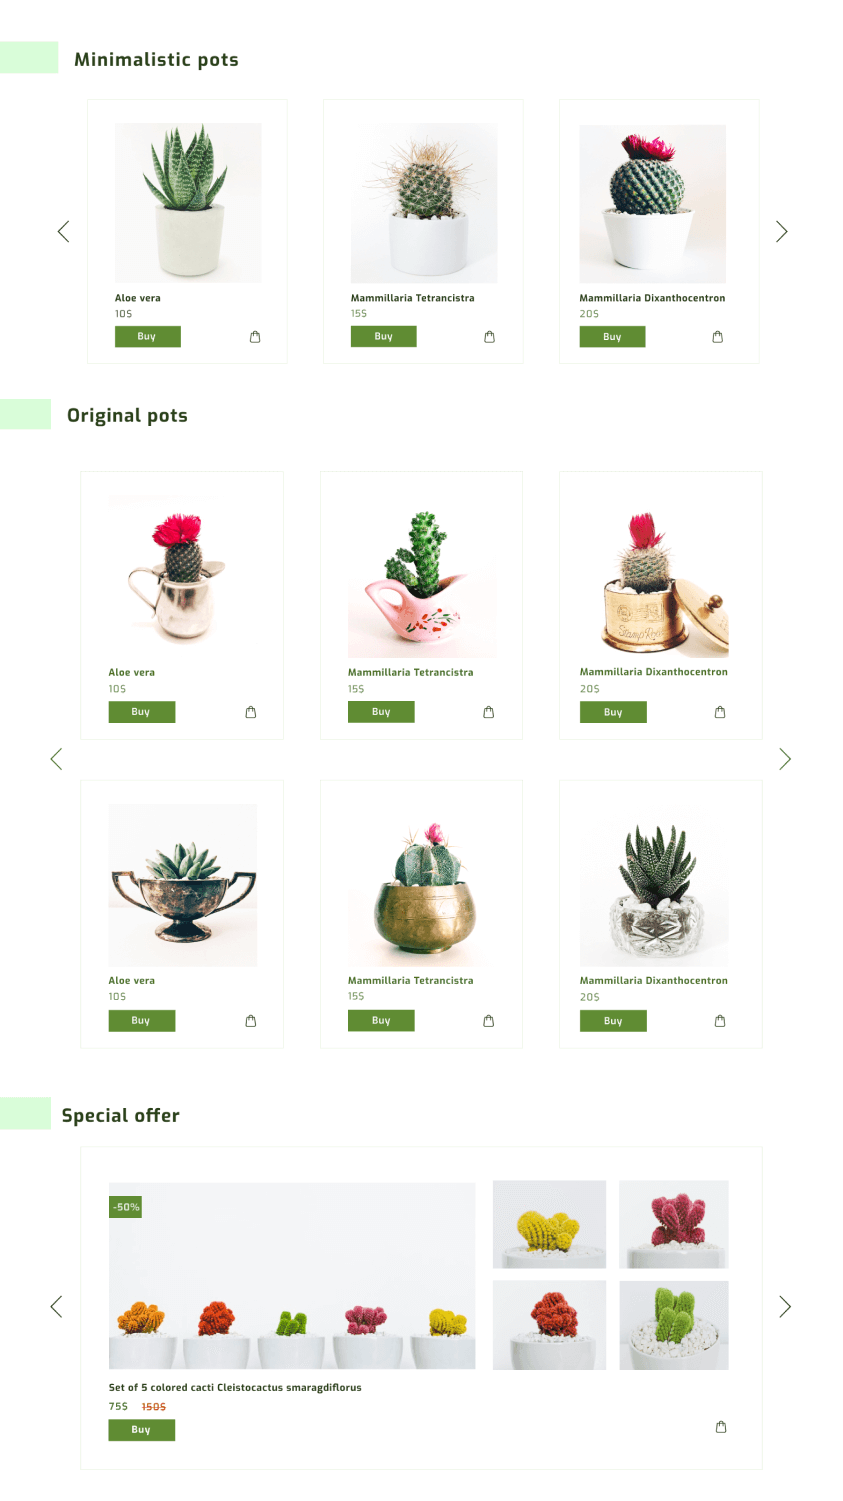 Minimalistic pots
Aloe vera
10$
Buy
Mammillaria Tetrancistra
15$
Buy
Mammillaria Dixanthocentron
20$
Buy
Original pots
Aloe vera
10$
Buy
Mammillaria Tetrancistra
15$
Buy
Mammillaria Dixanthocentron
20$
Buy
Aloe vera
10$
Buy
Mammillaria Tetrancistra
15$
Buy
Mammillaria Dixanthocentron
20$
Buy
Special offer
-50%
Set of 5 colored cacti Cleistocactus smaragdiflorus
75$ 150$
Buy